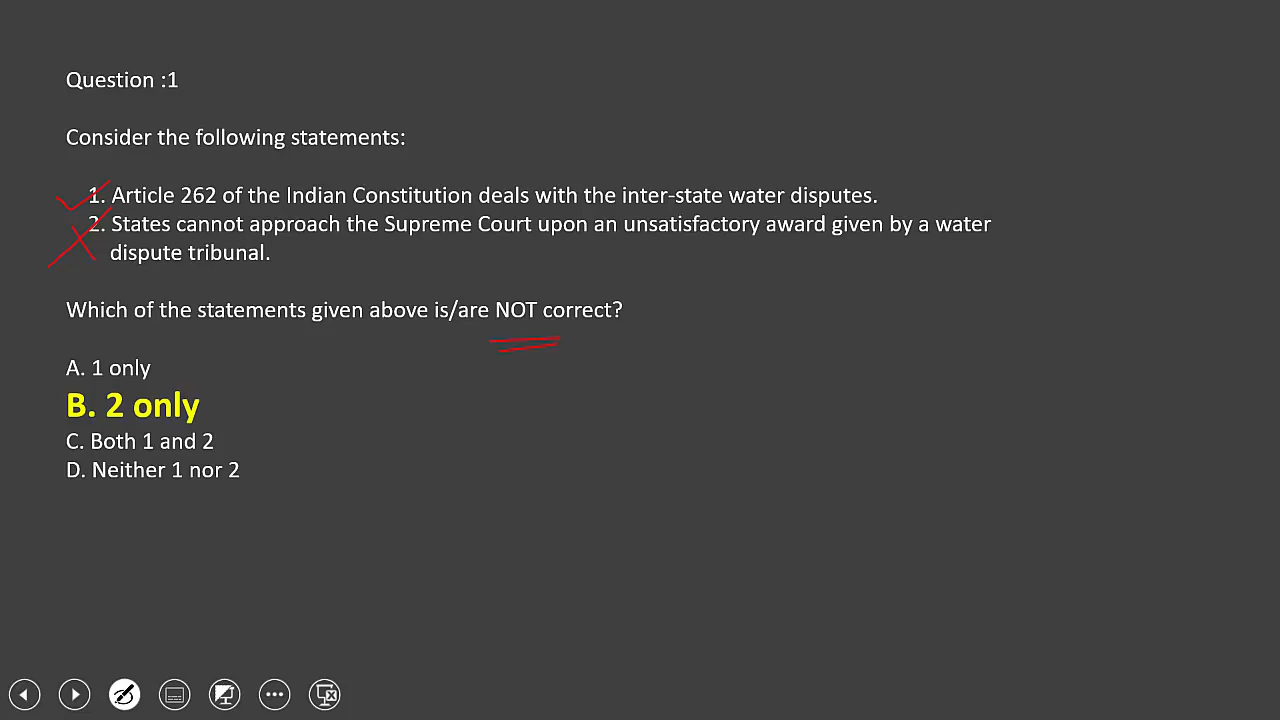 Question :1
Consider the following statements:
1. Article 262 of the Indian Constitution deals with the inter-state water disputes.
2. States cannot approach the Supreme Court upon an unsatisfactory award given by a water
dispute tribunal.
Which of the statements given above is/are NOT correct?
A. 1 only
B. 2 only
C. Both 1 and 2
D. Neither 1 nor 2